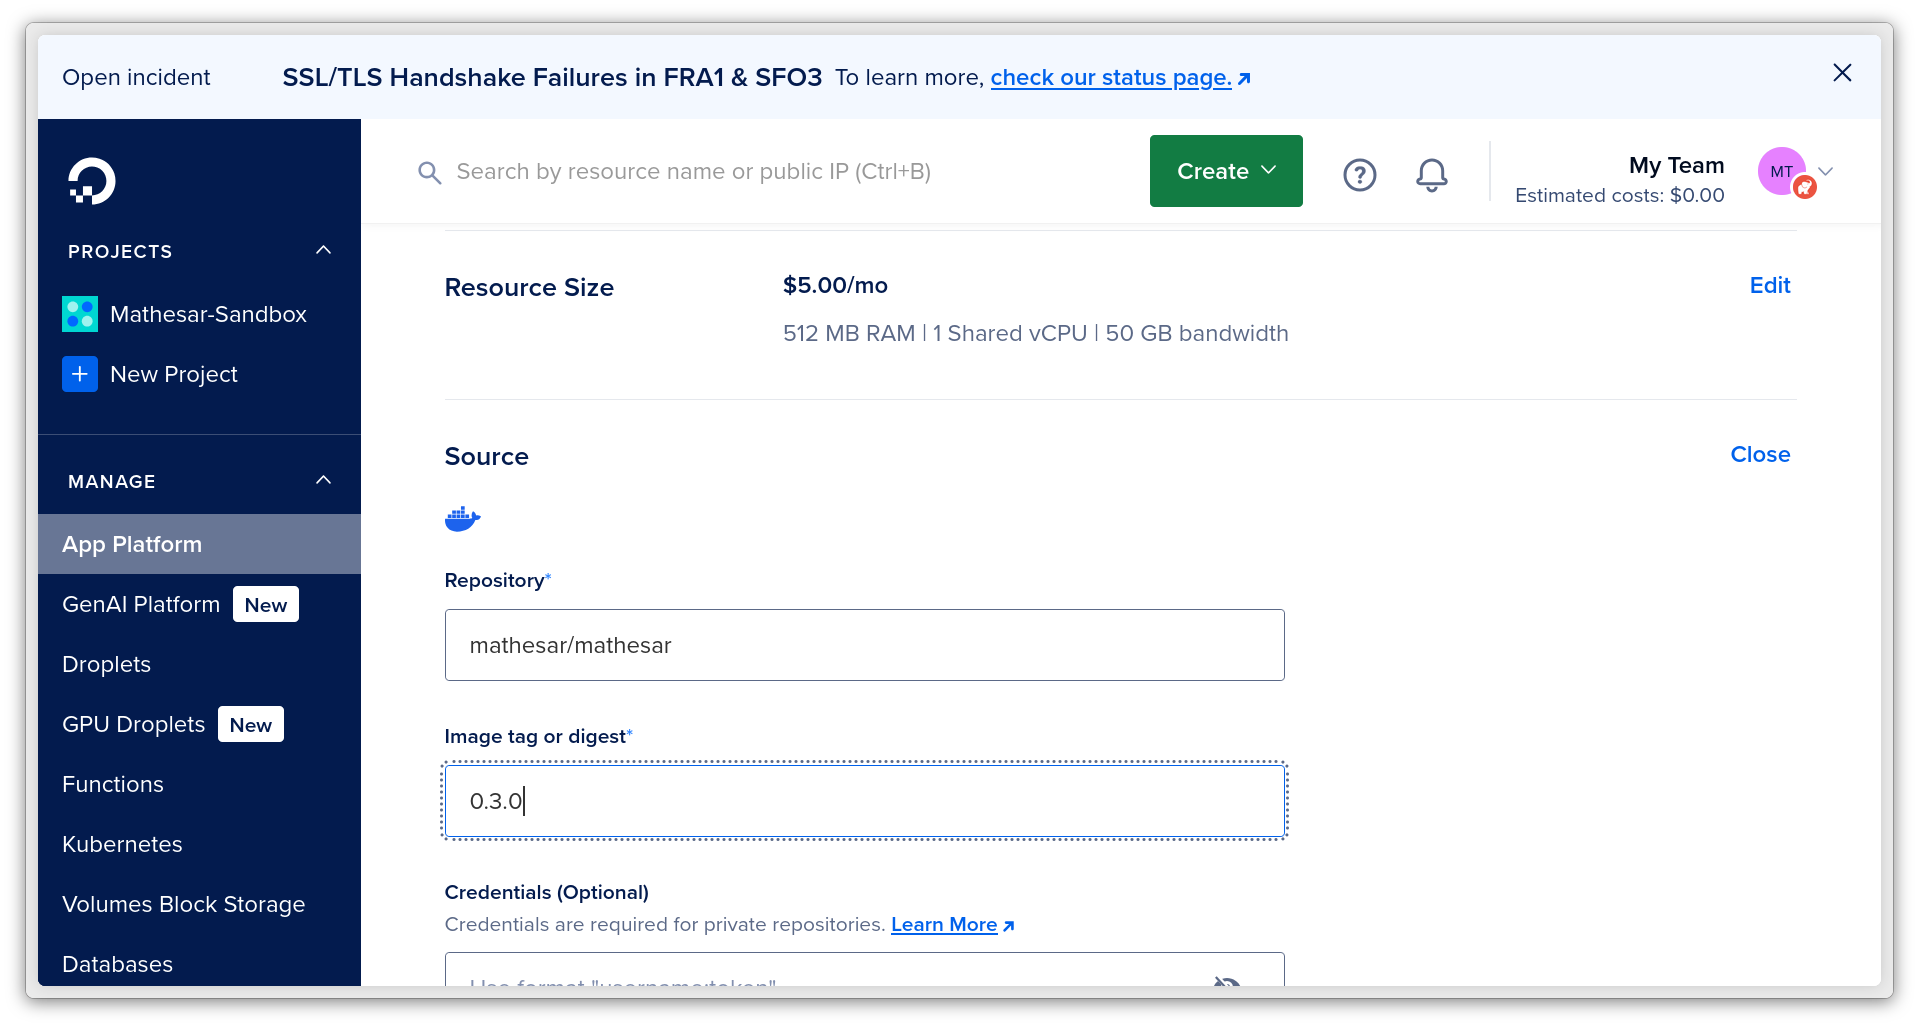 Open incident
SSL/TLS Handshake Failures in FRA1 & SFO3 To learn more, check our status page.
Search by resource name or public IP (Ctrl+B)
Create
My Team
Estimated costs: $0.00
MT
PROJECTS
Mathesar-Sandbox
New Project
MANAGE
App Platform
GenAI Platform New
Droplets
GPU Droplets New
Functions
Kubernetes
Volumes Block Storage
Databases
Resource Size
$5.00/mo
Edit
512 MB RAM | 1 Shared vCPU | 50 GB bandwidth
Source
Close
Repository*
mathesar/mathesar
Image tag or digest*
0.3.0
Credentials (Optional)
Credentials are required for private repositories. Learn More
Use format "username:token"